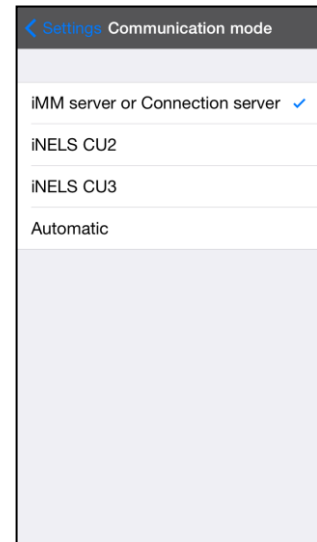 Settings Communication mode
iMM server or Connection server
iNELS CU2
iNELS CU3
Automatic